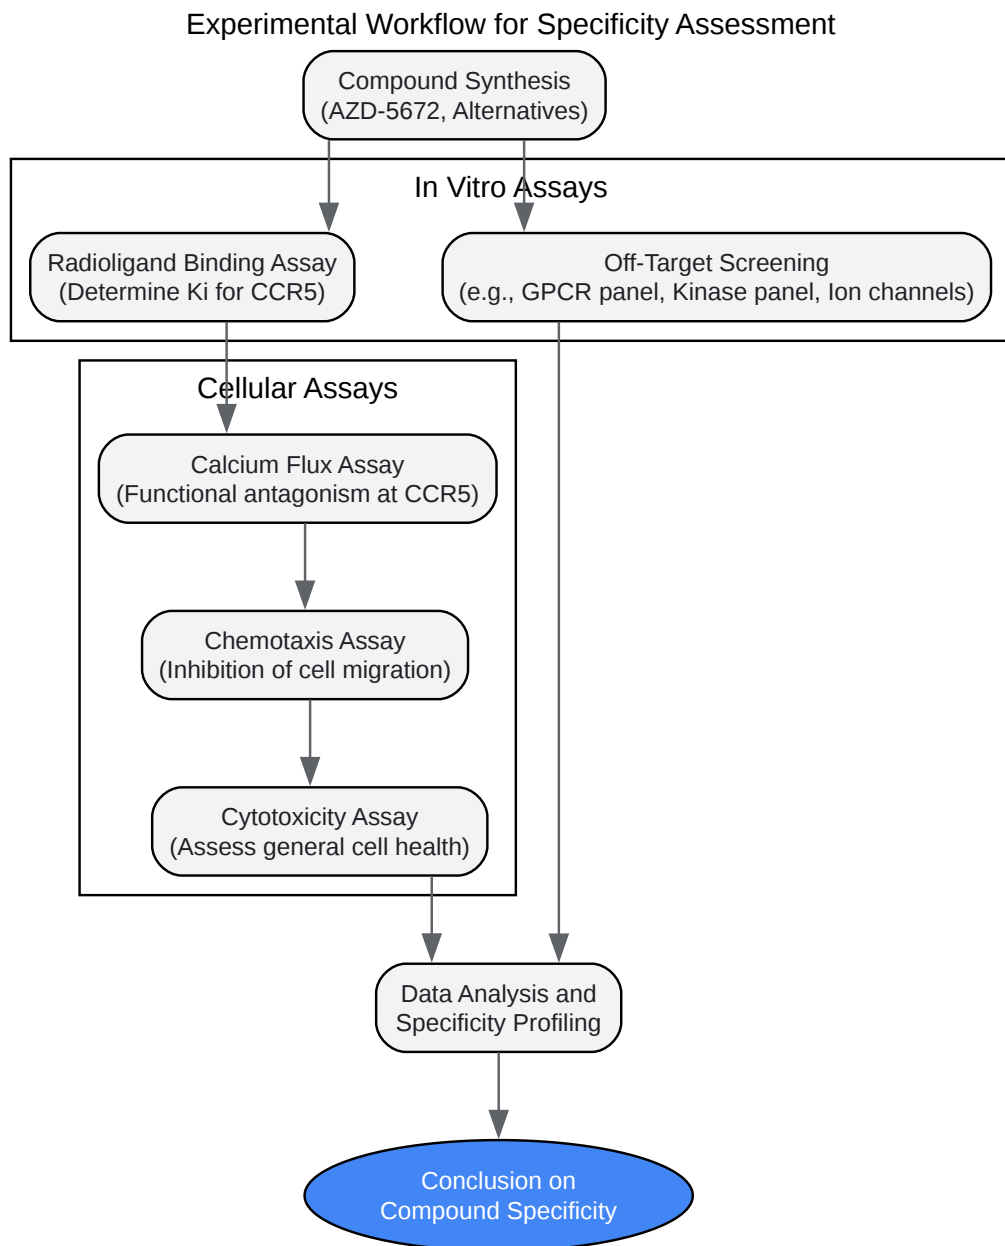 Experimental Workflow for Specificity Assessment
Compound Synthesis
(AZD-5672, Alternatives)
In Vitro Assays
Radioligand Binding Assay
(Determine Ki for CCR5)
Off-Target Screening
(e.g., GPCR panel, Kinase panel, Ion channels)
Cellular Assays
Calcium Flux Assay
(Functional antagonism at CCR5)
Chemotaxis Assay
(Inhibition of cell migration)
Cytotoxicity Assay
(Assess general cell health)
Data Analysis and
Specificity Profiling
Conclusion on
Compound Specificity